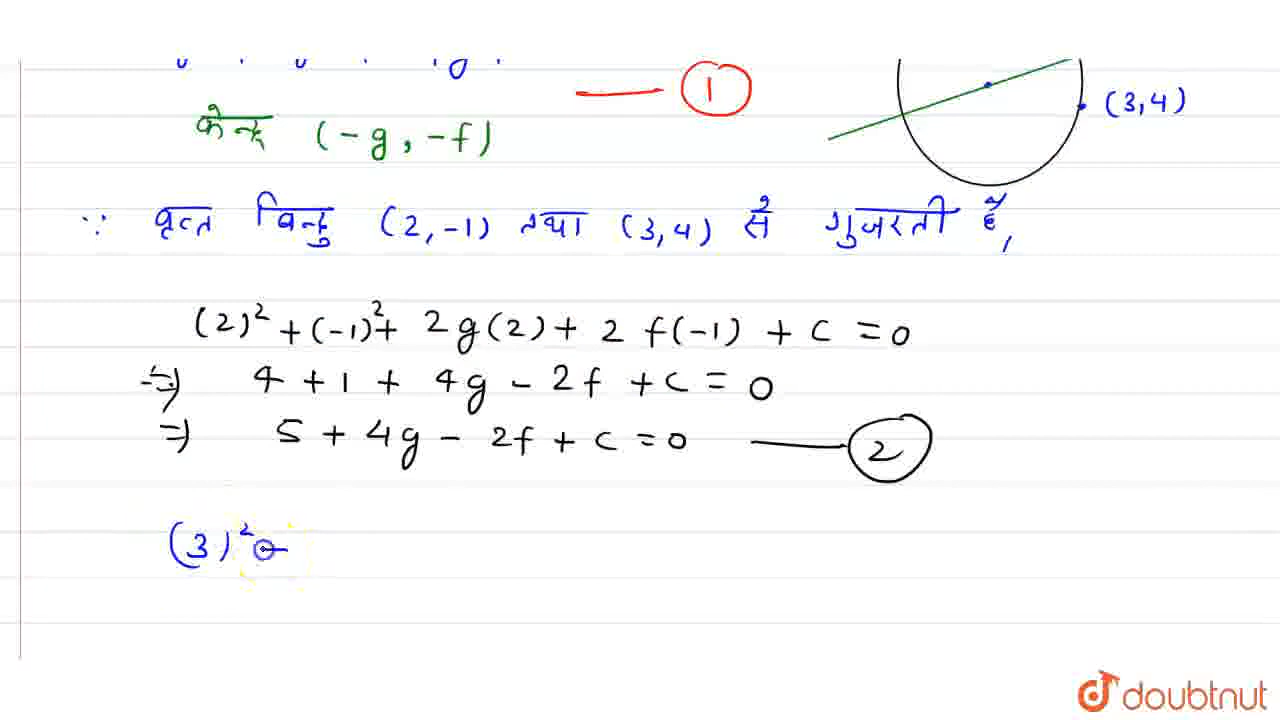 1
(3,4)
केन्द्र (-g, -f)
∵ वृत्त बिन्दु (2,-1) तथा (3,4) से गुजरती है,
(2)² + (-1)² + 2g(2) + 2f(-1) + c = 0
⇒ 4 + 1 + 4g - 2f + c = 0
⇒ 5 + 4g - 2f + c = 0 —— 2
(3)²
doubtnut